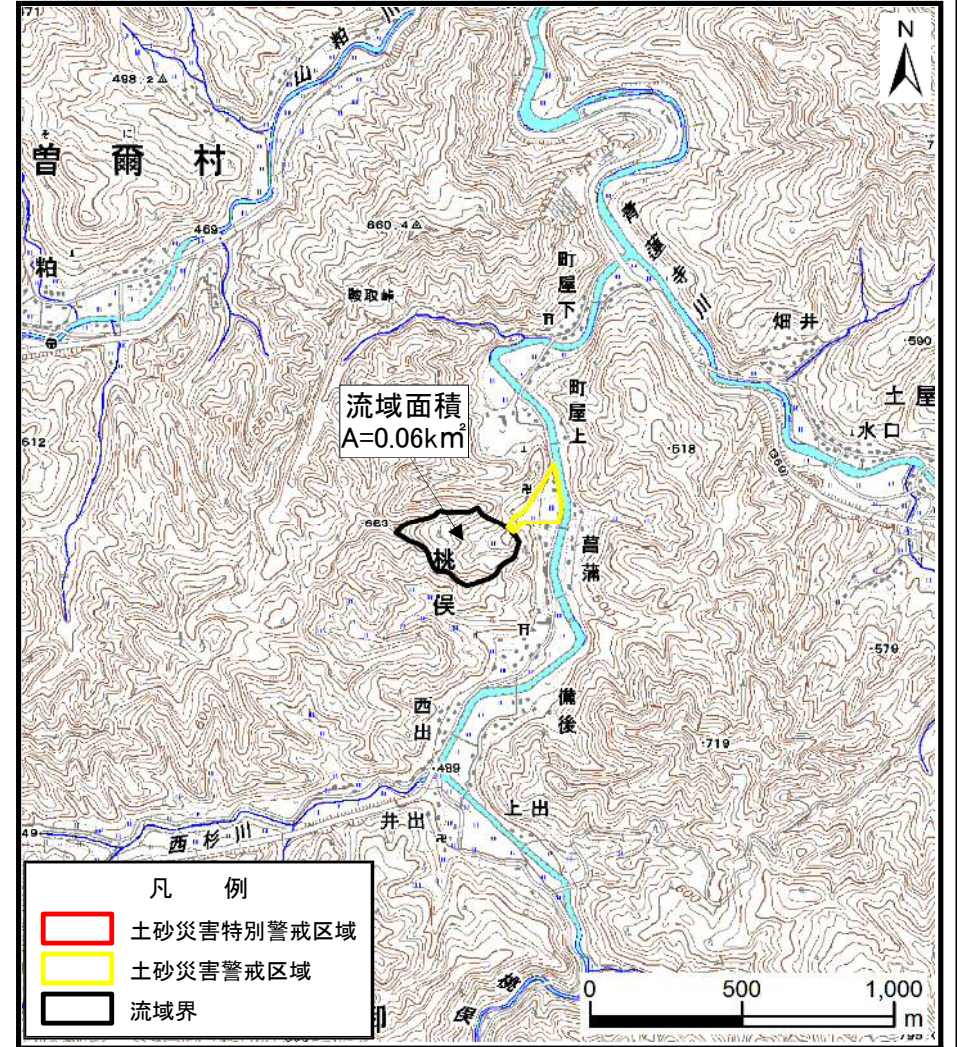 N
山粕川
498.2
そに
曽爾村
469
660.4
粕
鞍取峠
町屋下
青蓮寺川
畑井
590
土屋
水口
町屋上
流域面積
A=0.06km²
612
518
(369)
663
桃俣
菖蒲
579
備後
西出
719
489
上出
井出
西杉川
凡 例
土砂災害特別警戒区域
土砂災害警戒区域
流域界
0 500 1,000
m